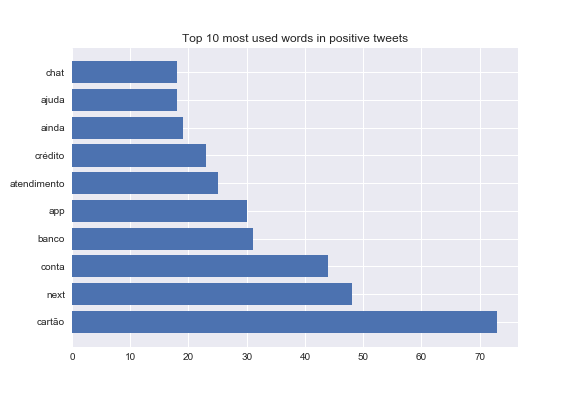 Top 10 most used words in positive tweets
chat
ajuda
ainda
crédito
atendimento
app
banco
conta
next
cartão
0 10 20 30 40 50 60 70